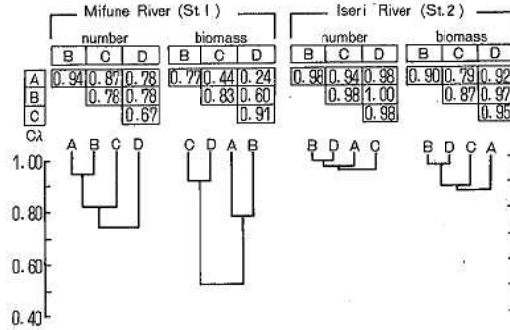 Mifune River (St.1) Iseri River (St.2)
number biomass number biomass
B C D B C D B C D B C D
A 0.94 0.87 0.78 0.77 0.44 0.24 0.98 0.94 0.98 0.90 0.79 0.92
B 0.78 0.78 0.83 0.60 0.98 1.00 0.87 0.97
C 0.67 0.91 0.98 0.95
Cλ
A B C D C D A B B D A C B D C A
1.00
0.80
0.60
0.40